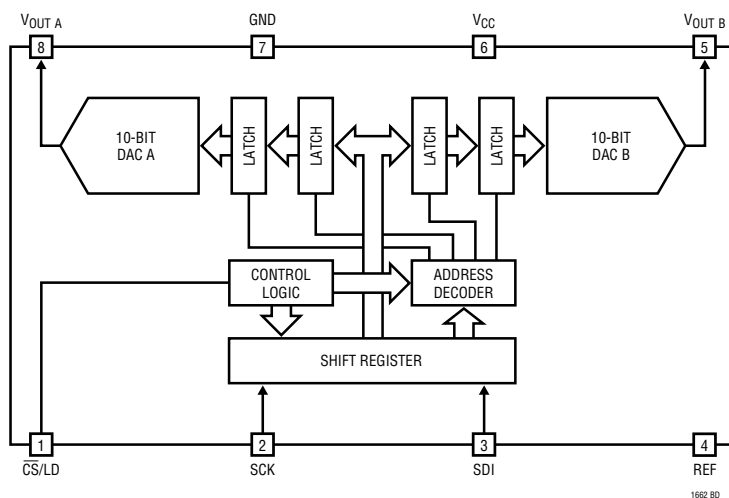 VOUT A
GND
VCC
VOUT B
8
7
6
5
10-BIT
DAC A
LATCH
LATCH
LATCH
LATCH
10-BIT
DAC B
CONTROL
LOGIC
ADDRESS
DECODER
SHIFT REGISTER
1
2
3
4
C̅S̅/LD
SCK
SDI
REF
1662 BD